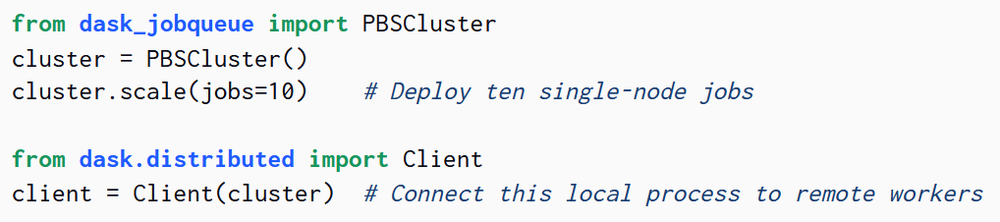 from dask_jobqueue import PBSCluster
cluster = PBSCluster()
cluster.scale(jobs=10)    # Deploy ten single-node jobs
from dask.distributed import Client
client = Client(cluster)  # Connect this local process to remote workers